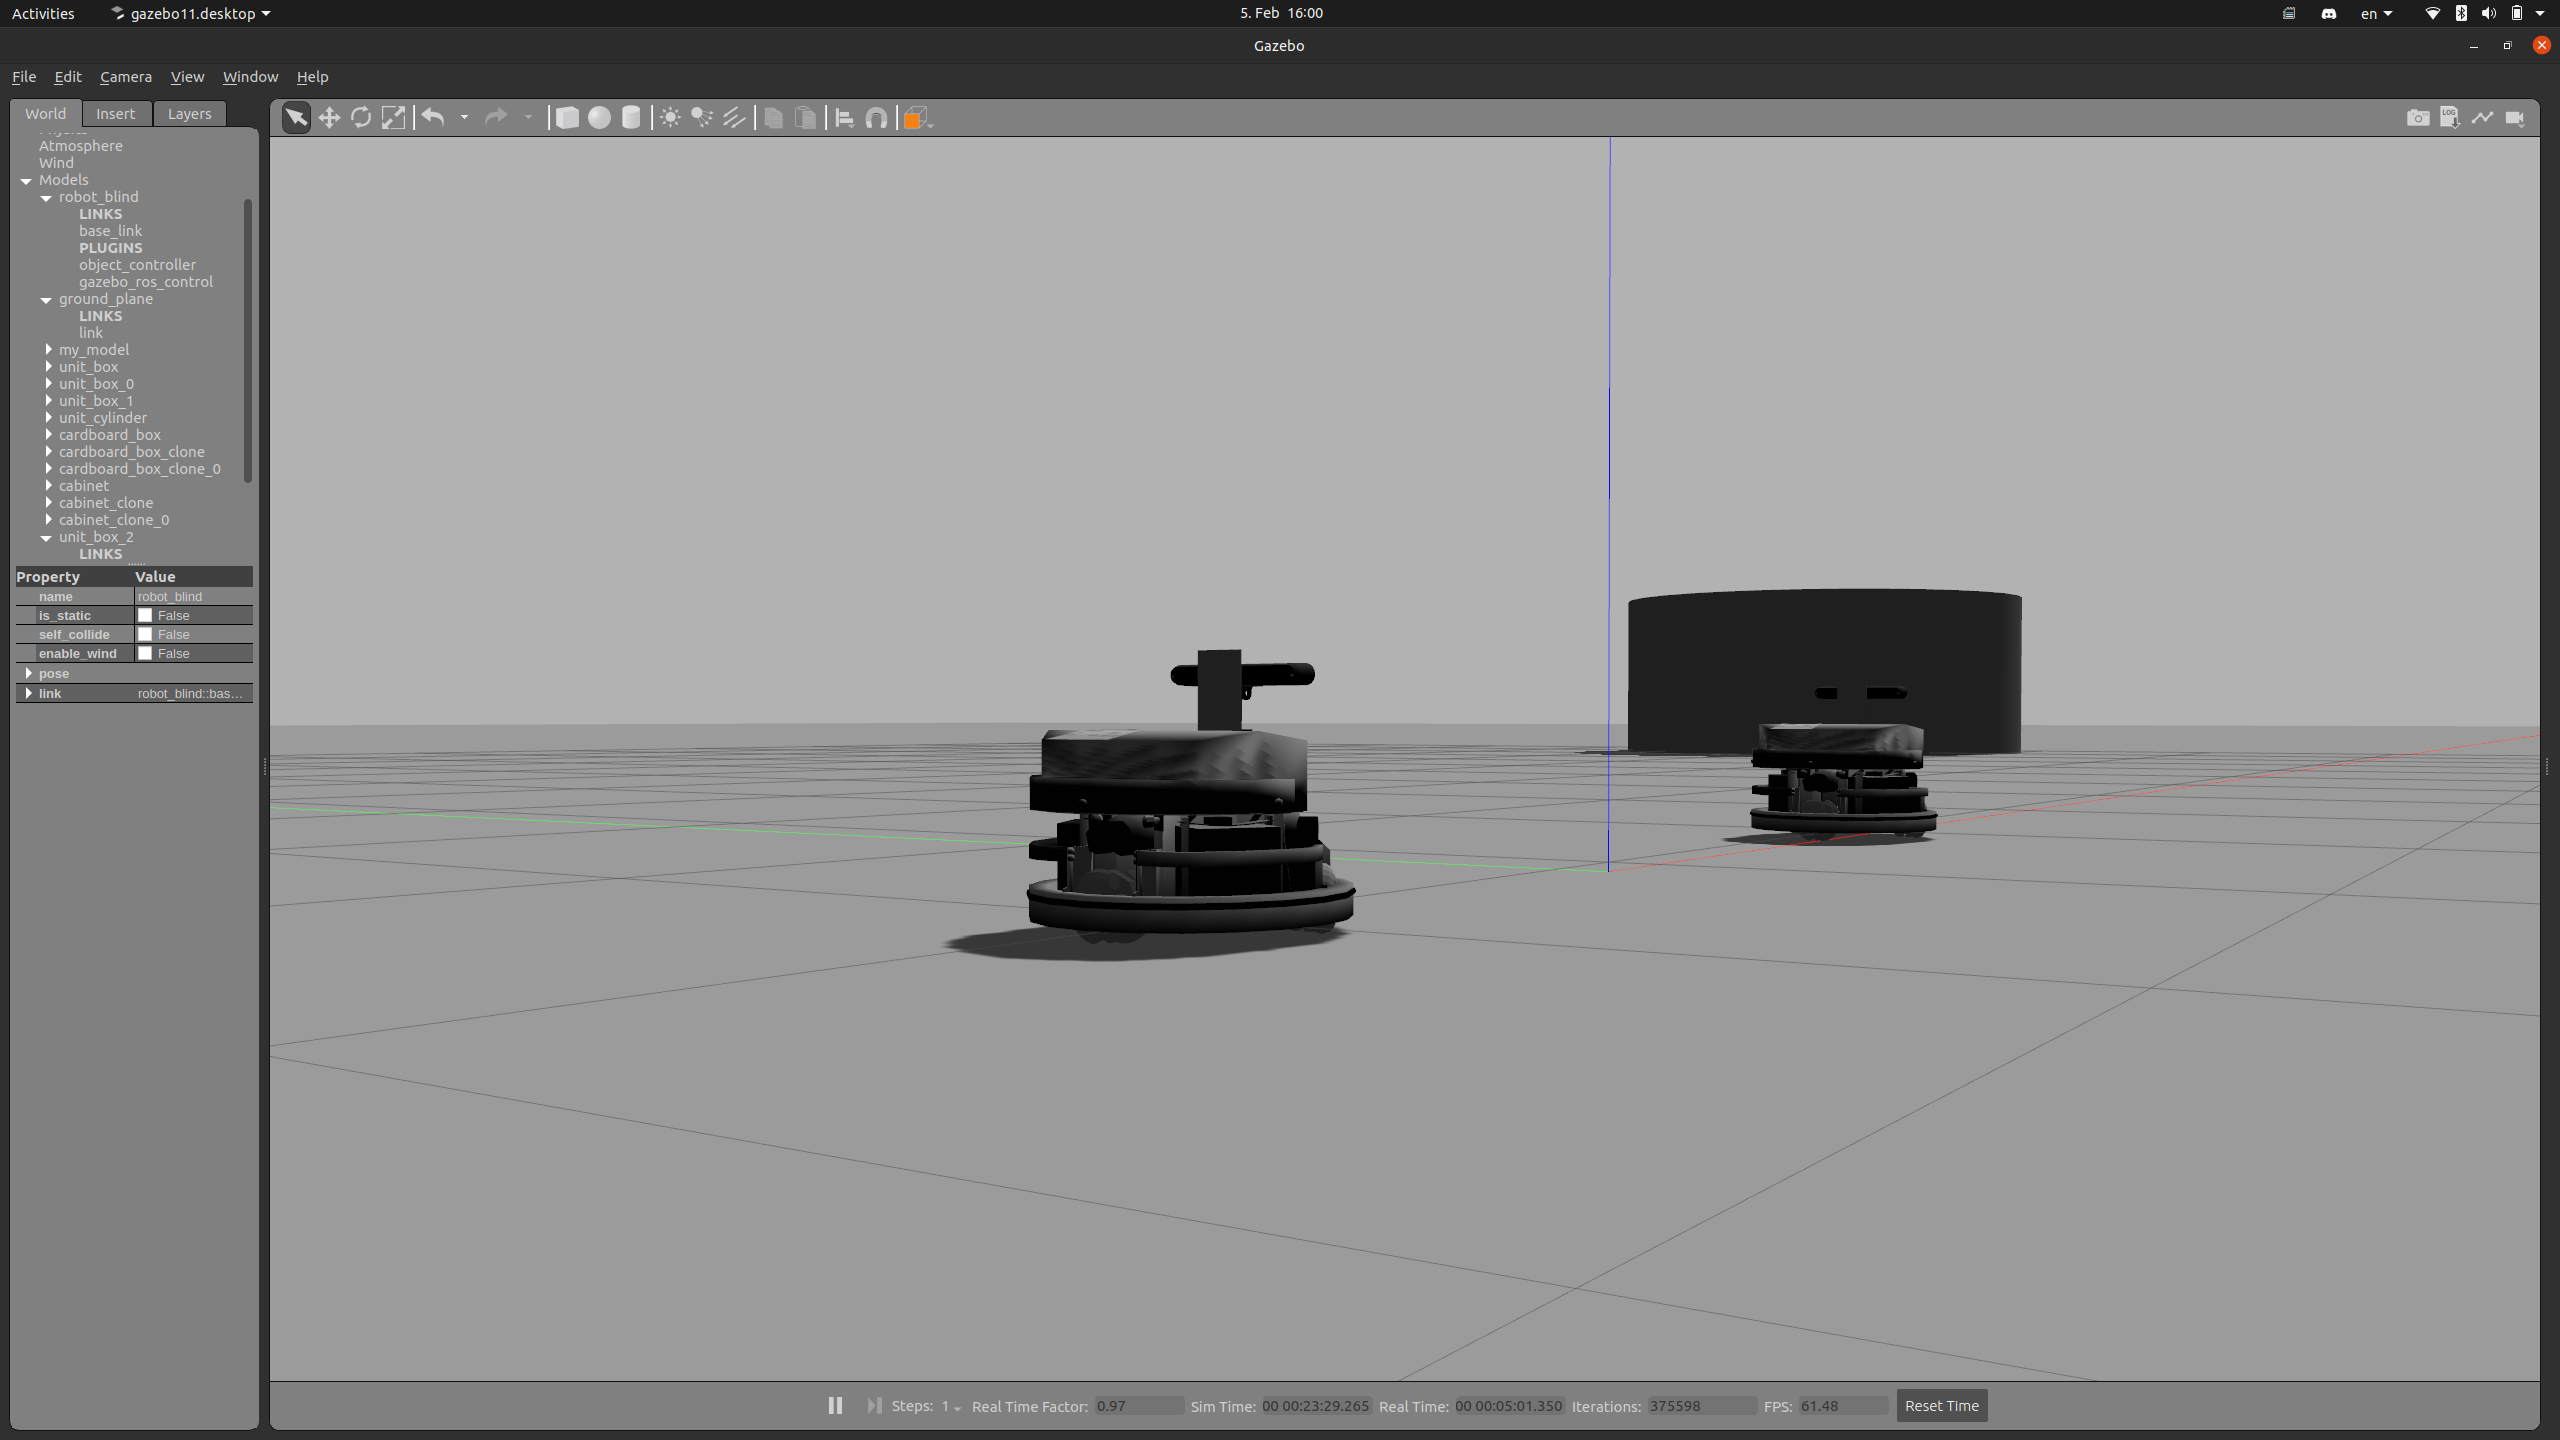 Activities gazebo11.desktop 5. Feb 16:00 en
Gazebo
File Edit Camera View Window Help
World Insert Layers
LOG
Physics
Atmosphere
Wind
Models
robot_blind
LINKS
base_link
PLUGINS
object_controller
gazebo_ros_control
ground_plane
LINKS
link
my_model
unit_box
unit_box_0
unit_box_1
unit_cylinder
cardboard_box
cardboard_box_clone
cardboard_box_clone_0
cabinet
cabinet_clone
cabinet_clone_0
unit_box_2
LINKS
Property Value
name robot_blind
is_static False
self_collide False
enable_wind False
pose
link robot_blind::bas...
Steps: 1 Real Time Factor: 0.97 Sim Time: 00 00:23:29.265 Real Time: 00 00:05:01.350 Iterations: 375598 FPS: 61.48 Reset Time